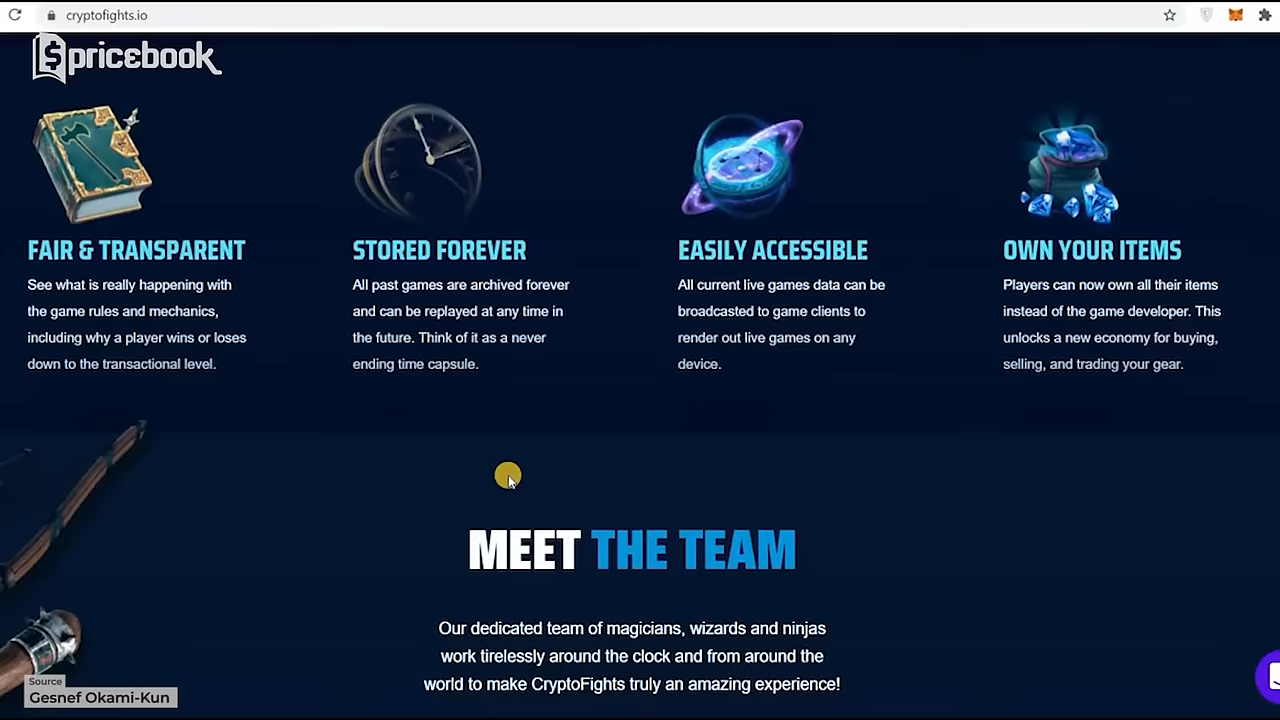 cryptofights.io
pricebook
FAIR & TRANSPARENT
See what is really happening with
the game rules and mechanics,
including why a player wins or loses
down to the transactional level.
STORED FOREVER
All past games are archived forever
and can be replayed at any time in
the future. Think of it as a never
ending time capsule.
EASILY ACCESSIBLE
All current live games data can be
broadcasted to game clients to
render out live games on any
device.
OWN YOUR ITEMS
Players can now own all their items
instead of the game developer. This
unlocks a new economy for buying,
selling, and trading your gear.
MEET THE TEAM
Our dedicated team of magicians, wizards and ninjas
work tirelessly around the clock and from around the
world to make CryptoFights truly an amazing experience!
Source
Gesnef Okami-Kun